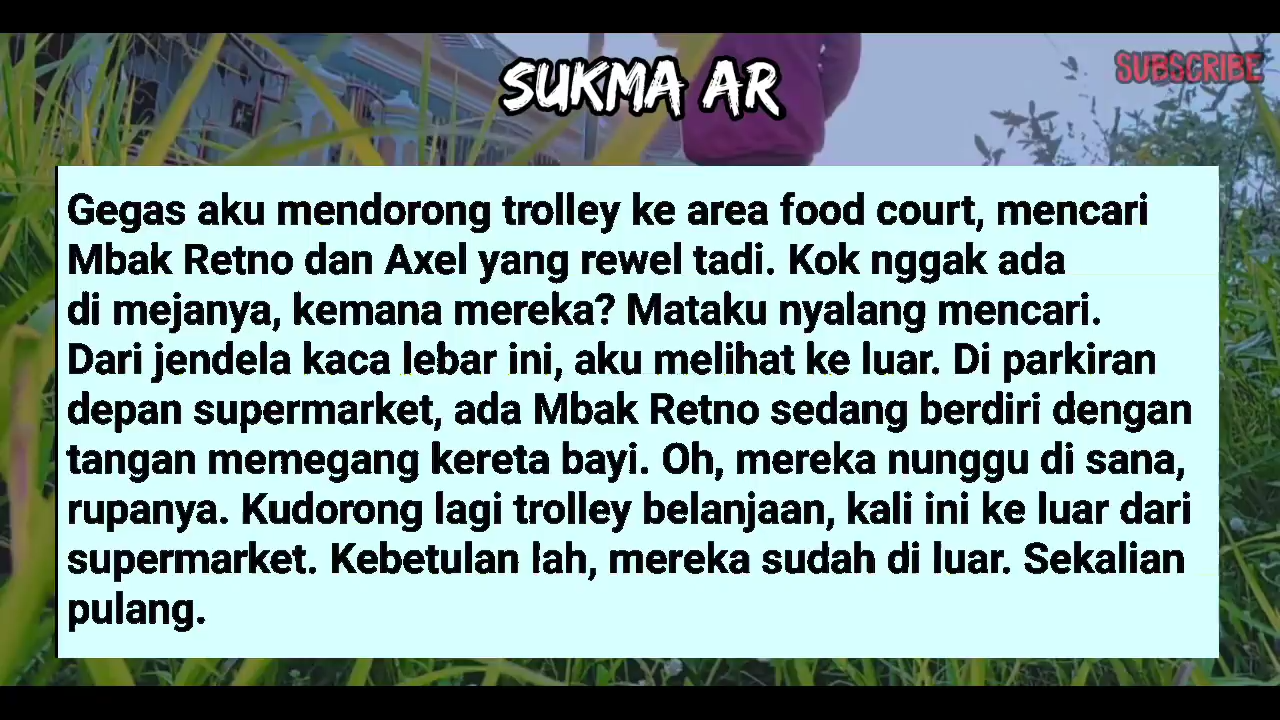 SUKMA AR
SUBSCRIBE
Gegas aku mendorong trolley ke area food court, mencari
Mbak Retno dan Axel yang rewel tadi. Kok nggak ada
di mejanya, kemana mereka? Mataku nyalang mencari.
Dari jendela kaca lebar ini, aku melihat ke luar. Di parkiran
depan supermarket, ada Mbak Retno sedang berdiri dengan
tangan memegang kereta bayi. Oh, mereka nunggu di sana,
rupanya. Kudorong lagi trolley belanjaan, kali ini ke luar dari
supermarket. Kebetulan lah, mereka sudah di luar. Sekalian
pulang.